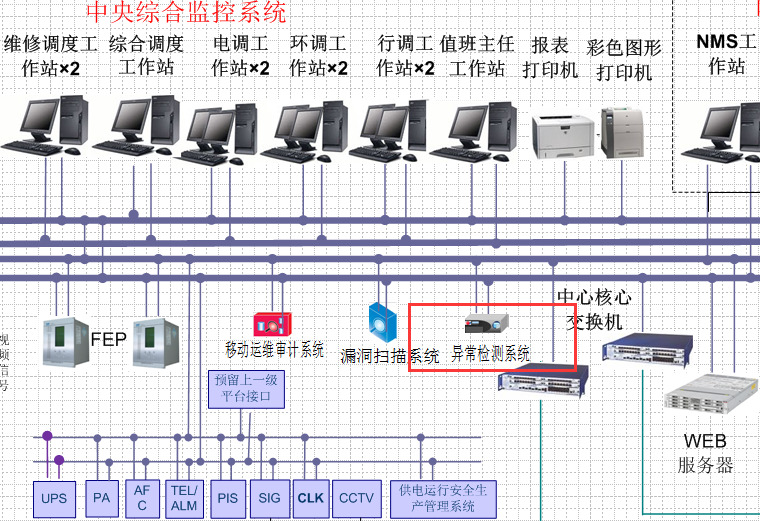 中央综合监控系统
维修调度工
作站×2
综合调度
工作站
电调工
作站×2
环调工
作站×2
行调工
作站×2
值班主任
工作站
报表
打印机
彩色图形
打印机
NMS工
作站
视
频
信
号
FEP
移动运维审计系统
漏洞扫描系统
异常检测系统
中心核心
交换机
预留上一级
平台接口
WEB
服务器
UPS
PA
AF
C
TEL/
ALM
PIS
SIG
CLK
CCTV
供电运行安全生
产管理系统